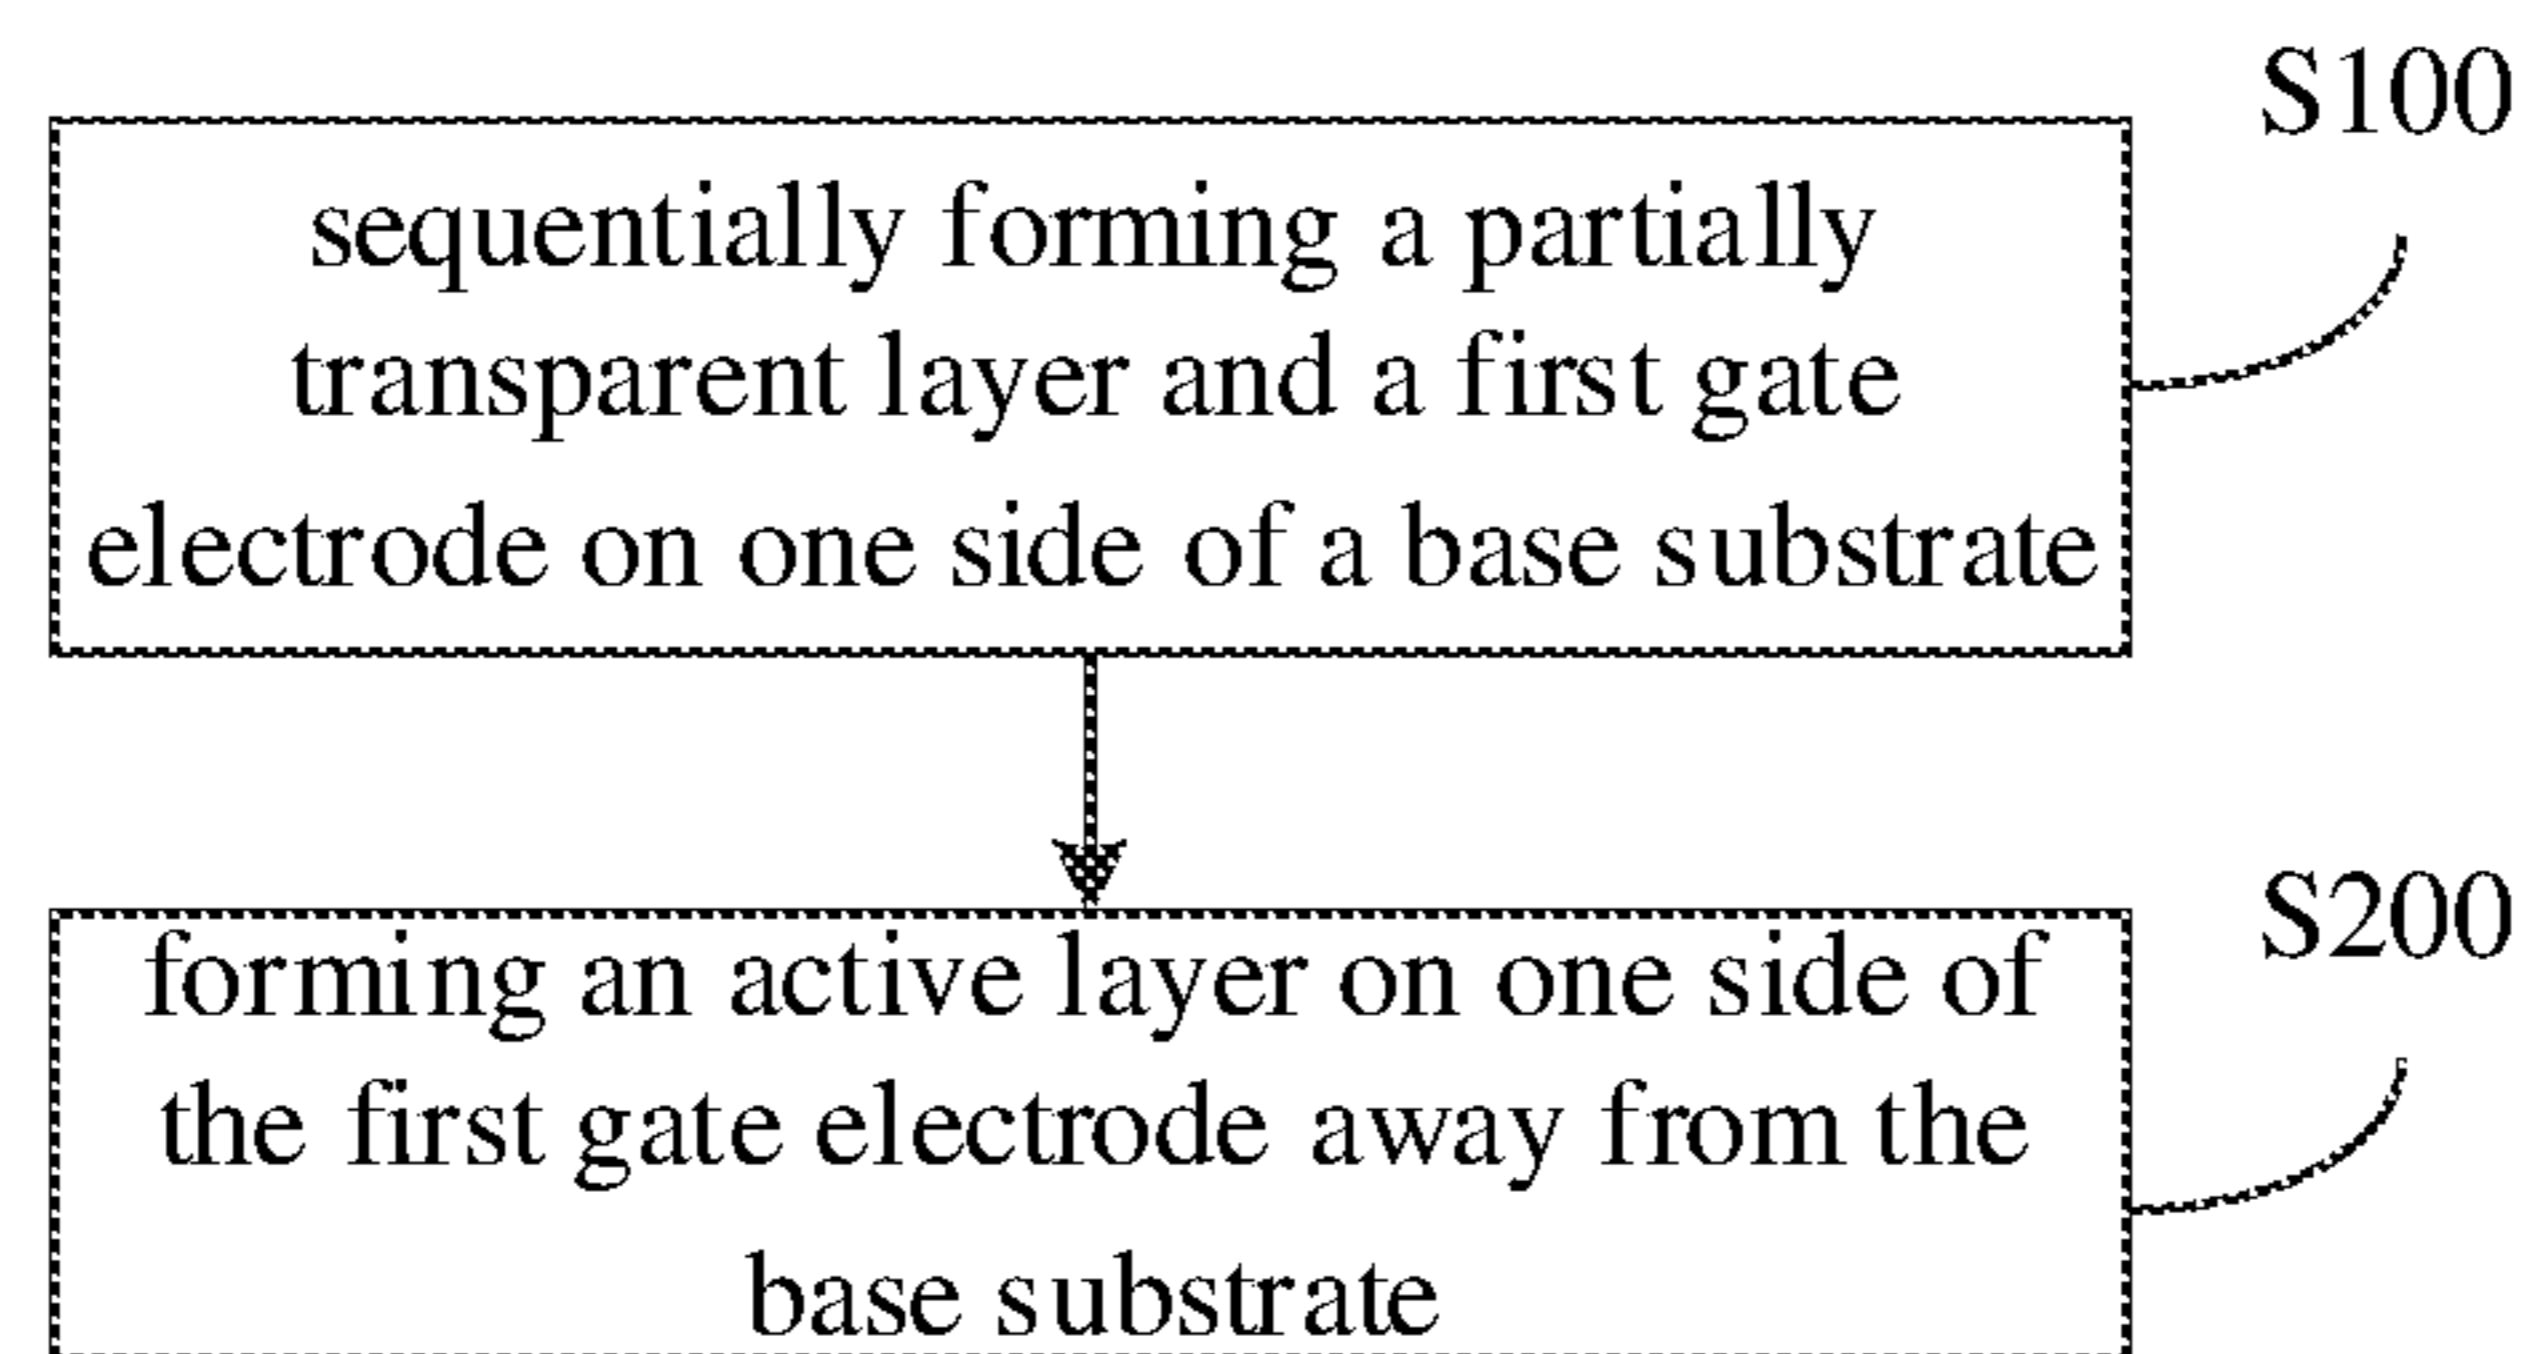 S100
sequentially forming a partially
transparent layer and a first gate
electrode on one side of a base substrate
S200
forming an active layer on one side of
the first gate electrode away from the
base substrate